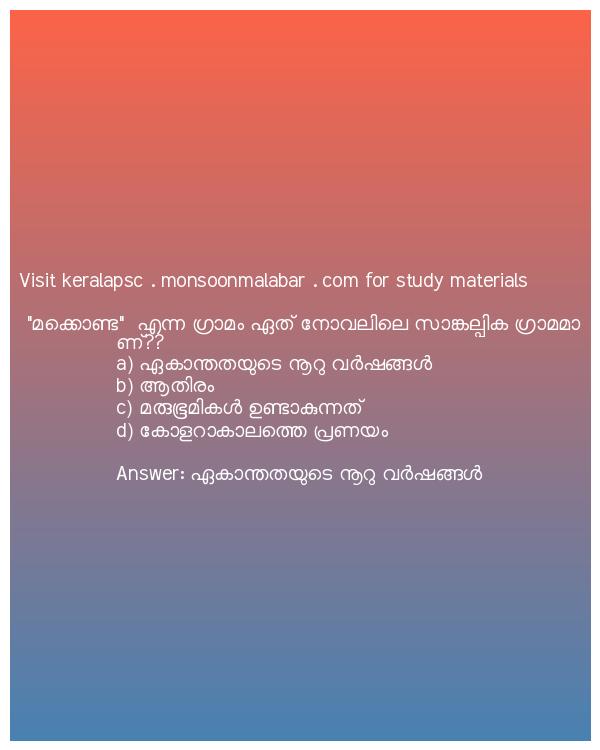 Visit keralapsc . monsoonmalabar . com for study materials
"മക്കൊണ്ട"  എന്ന ഗ്രാമം ഏത് നോവലിലെ സാങ്കല്പിക ഗ്രാമമാ
ണ്??
a) ഏകാന്തതയുടെ നൂറു വർഷങ്ങൾ
b) ആതിരം
c) മരുഭൂമികൾ ഉണ്ടാകുന്നത്
d) കോളറാകാലത്തെ പ്രണയം
Answer: ഏകാന്തതയുടെ നൂറു വർഷങ്ങൾ